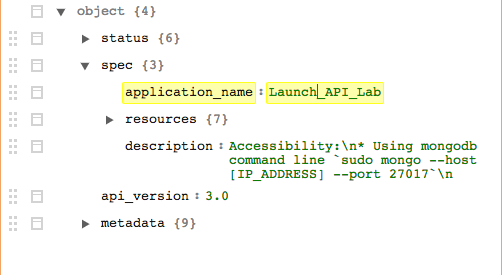 object {4}
status {6}
spec {3}
application_name : Launch_API_Lab
resources {7}
description : Accessibility:\n* Using mongodb
command line `sudo mongo --host
[IP_ADDRESS] --port 27017`\n
api_version : 3.0
metadata {9}